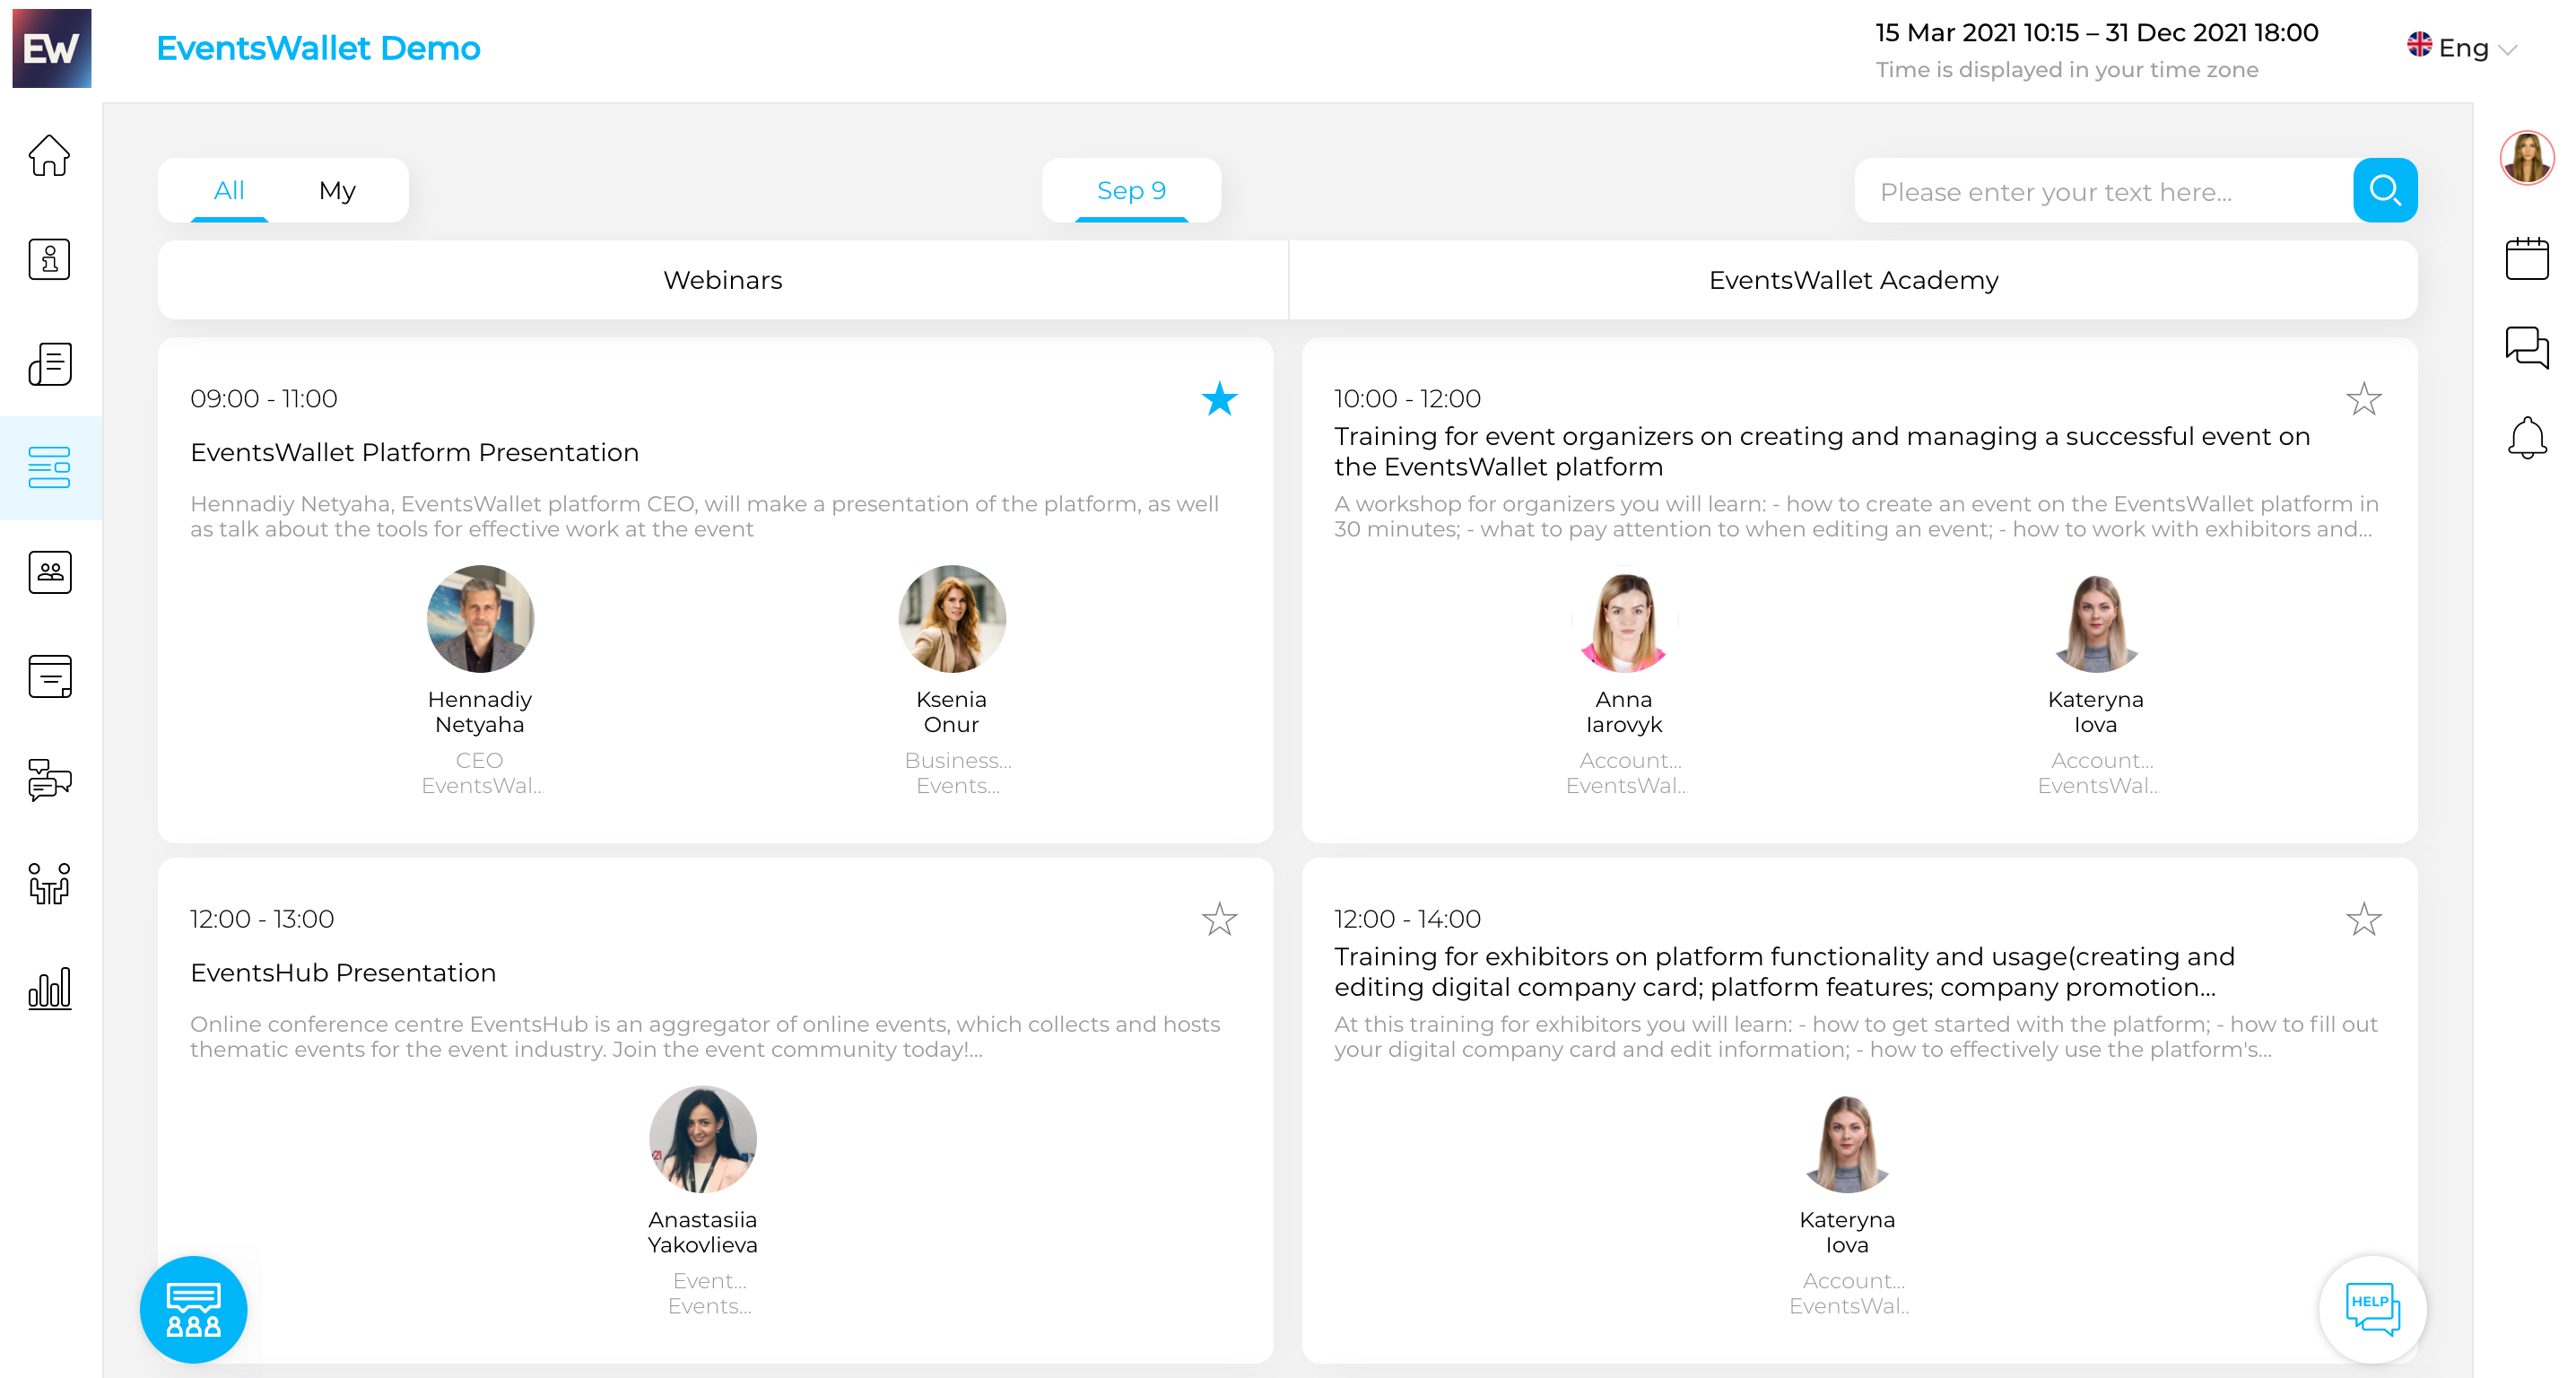 EW
EventsWallet Demo
15 Mar 2021 10:15 – 31 Dec 2021 18:00
Time is displayed in your time zone
Eng
All
My
Sep 9
Please enter your text here...
Webinars
EventsWallet Academy
09:00 - 11:00
EventsWallet Platform Presentation
Hennadiy Netyaha, EventsWallet platform CEO, will make a presentation of the platform, as well
as talk about the tools for effective work at the event
Hennadiy
Netyaha
CEO
EventsWal..
Ksenia
Onur
Business...
Events...
10:00 - 12:00
Training for event organizers on creating and managing a successful event on
the EventsWallet platform
A workshop for organizers you will learn: - how to create an event on the EventsWallet platform in
30 minutes; - what to pay attention to when editing an event; - how to work with exhibitors and...
Anna
Iarovyk
Account...
EventsWal..
Kateryna
Iova
Account...
EventsWal..
12:00 - 13:00
EventsHub Presentation
Online conference centre EventsHub is an aggregator of online events, which collects and hosts
thematic events for the event industry. Join the event community today!...
Anastasiia
Yakovlieva
Event...
Events...
12:00 - 14:00
Training for exhibitors on platform functionality and usage(creating and
editing digital company card; platform features; company promotion...
At this training for exhibitors you will learn: - how to get started with the platform; - how to fill out
your digital company card and edit information; - how to effectively use the platform's...
Kateryna
Iova
Account...
EventsWal..
HELP